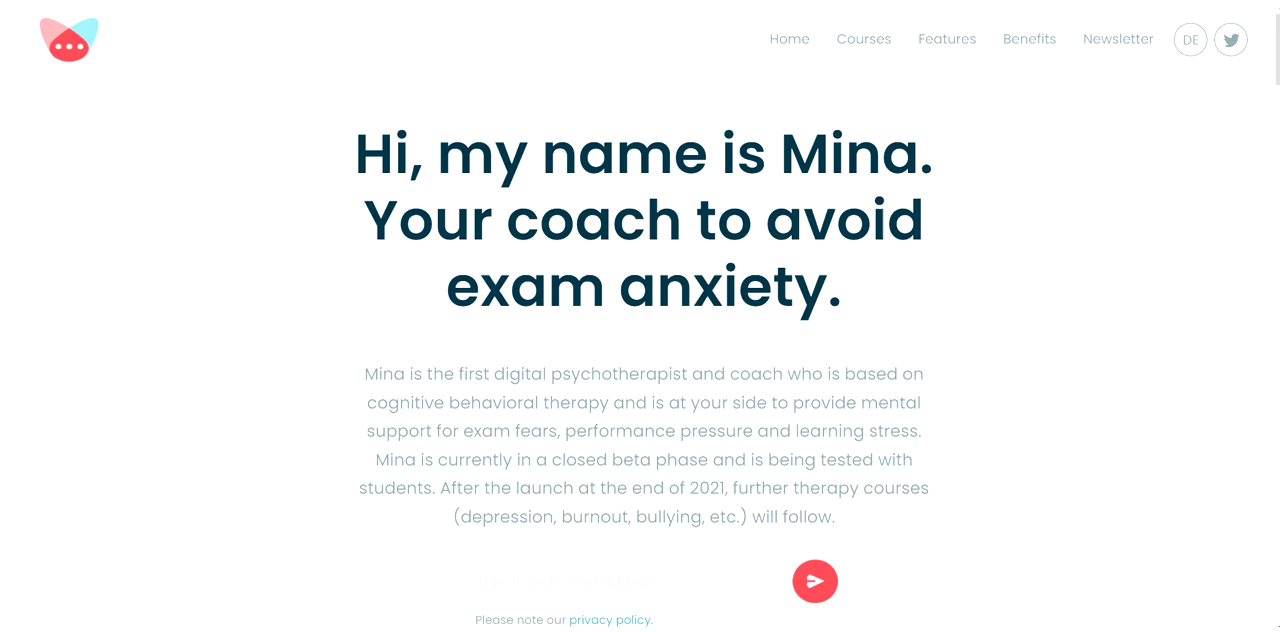 Home
Courses
Features
Benefits
Newsletter
DE
Hi, my name is Mina.
Your coach to avoid
exam anxiety.
Mina is the first digital psychotherapist and coach who is based on
cognitive behavioral therapy and is at your side to provide mental
support for exam fears, performance pressure and learning stress.
Mina is currently in a closed beta phase and is being tested with
students. After the launch at the end of 2021, further therapy courses
(depression, burnout, bullying, etc.) will follow.
Please note our privacy policy.